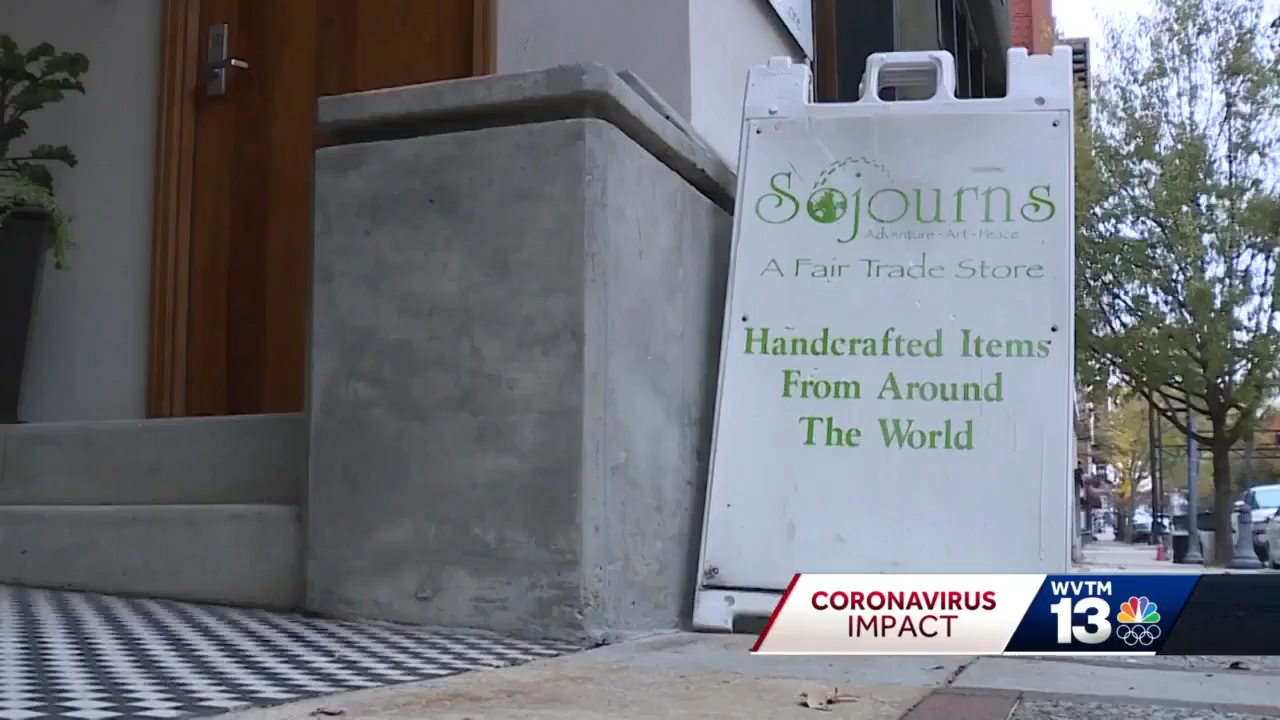 Sojourns
Adventure · Art · Peace
A Fair Trade Store
Handcrafted Items
From Around
The World
CORONAVIRUS
IMPACT
WVTM
13